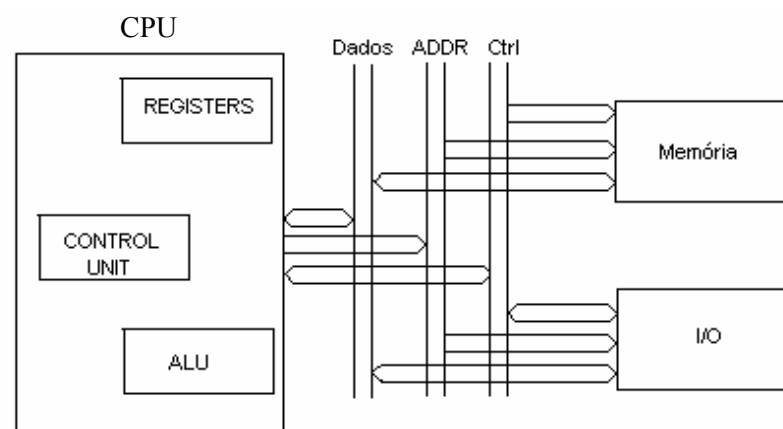 CPU
Dados ADDR Ctrl
REGISTERS
Memória
CONTROL
UNIT
I/O
ALU